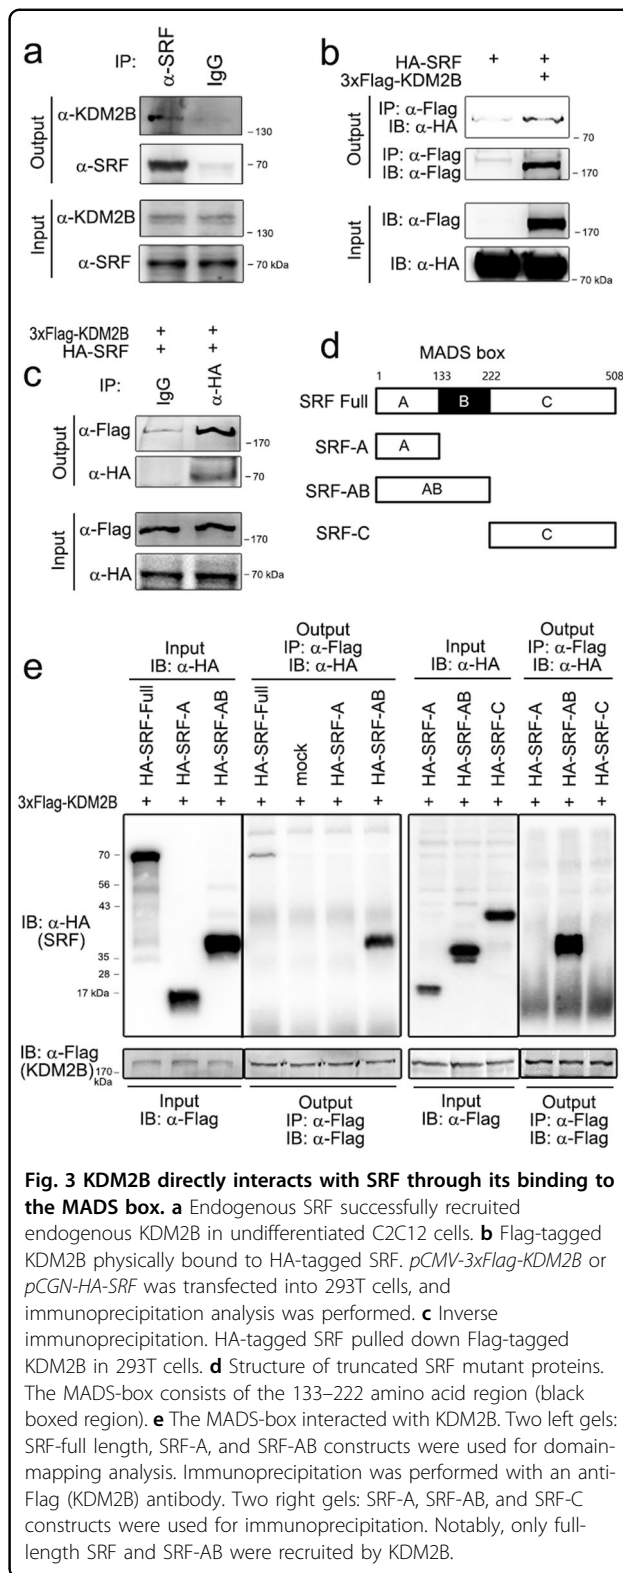 a
IP: α-SRF IgG
Output
α-KDM2B
- 130
α-SRF
- 70
Input
α-KDM2B
- 130
α-SRF
- 70 kDa
b
HA-SRF + +
3xFlag-KDM2B +
Output
IP: α-Flag
IB: α-HA
- 70
IP: α-Flag
IB: α-Flag
- 170
Input
IB: α-Flag
- 170
IB: α-HA
- 70 kDa
c
3xFlag-KDM2B + +
HA-SRF + +
IP: IgG α-HA
Output
α-Flag
- 170
α-HA
- 70
Input
α-Flag
- 170
α-HA
- 70 kDa
d
MADS box
1 133 222 508
SRF Full A B C
SRF-A A
SRF-AB AB
SRF-C C
e
Input
IB: α-HA
Output
IP: α-Flag
IB: α-HA
Input
IB: α-HA
Output
IP: α-Flag
IB: α-HA
HA-SRF-Full HA-SRF-A HA-SRF-AB HA-SRF-Full mock HA-SRF-A HA-SRF-AB HA-SRF-A HA-SRF-AB HA-SRF-C HA-SRF-A HA-SRF-AB HA-SRF-C
3xFlag-KDM2B + + + + + + + + + + + + +
70 –
56 –
43 –
IB: α-HA
(SRF)
35 –
28 –
17 kDa –
IB: α-Flag
(KDM2B) 170 –
kDa
Input
IB: α-Flag
Output
IP: α-Flag
IB: α-Flag
Input
IB: α-Flag
Output
IP: α-Flag
IB: α-Flag
Fig. 3 KDM2B directly interacts with SRF through its binding to
the MADS box. a Endogenous SRF successfully recruited
endogenous KDM2B in undifferentiated C2C12 cells. b Flag-tagged
KDM2B physically bound to HA-tagged SRF. pCMV-3xFlag-KDM2B or
pCGN-HA-SRF was transfected into 293T cells, and
immunoprecipitation analysis was performed. c Inverse
immunoprecipitation. HA-tagged SRF pulled down Flag-tagged
KDM2B in 293T cells. d Structure of truncated SRF mutant proteins.
The MADS-box consists of the 133–222 amino acid region (black
boxed region). e The MADS-box interacted with KDM2B. Two left gels:
SRF-full length, SRF-A, and SRF-AB constructs were used for domain-
mapping analysis. Immunoprecipitation was performed with an anti-
Flag (KDM2B) antibody. Two right gels: SRF-A, SRF-AB, and SRF-C
constructs were used for immunoprecipitation. Notably, only full-
length SRF and SRF-AB were recruited by KDM2B.